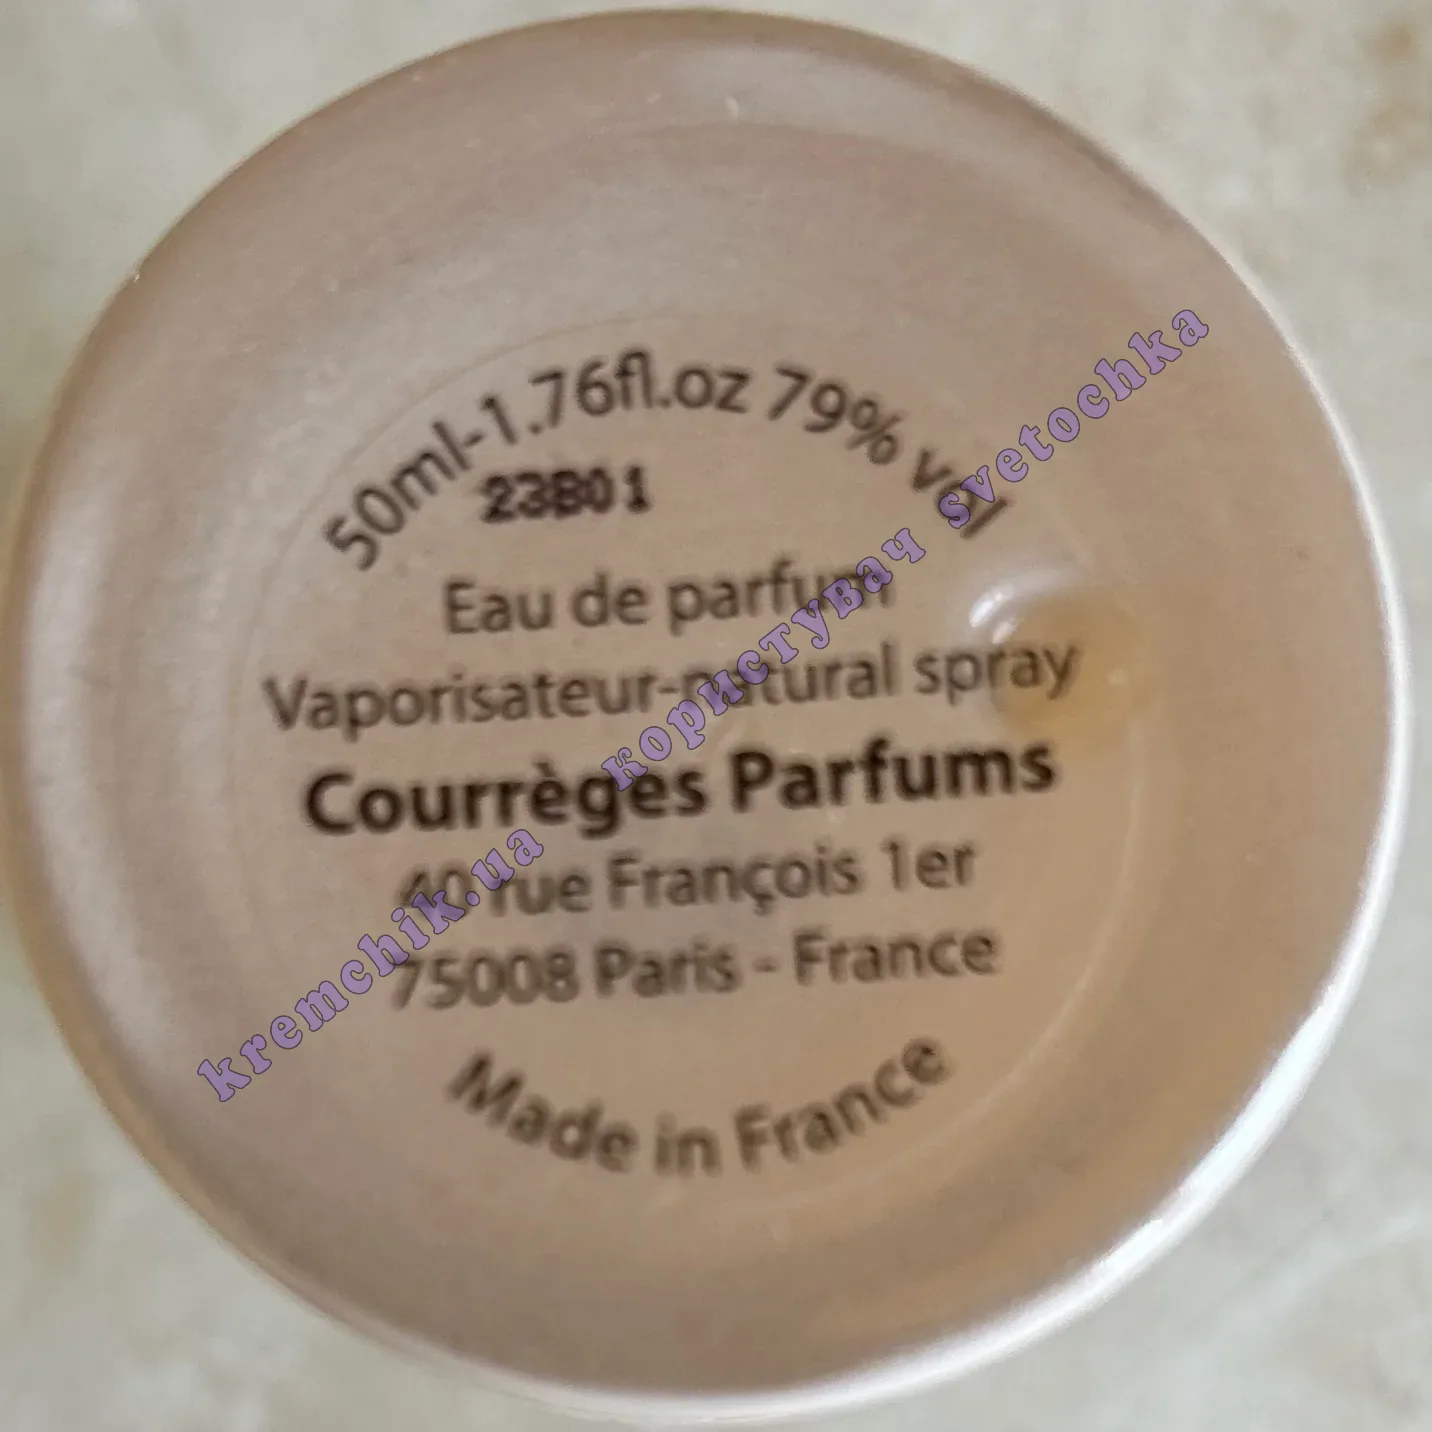 50ml-1.76fl.oz 79% vol
23B01
Eau de parfum
Vaporisateur-natural spray
Courrèges Parfums
40 rue François 1er
75008 Paris - France
Made in France
kremchik.ua користувач svetochka